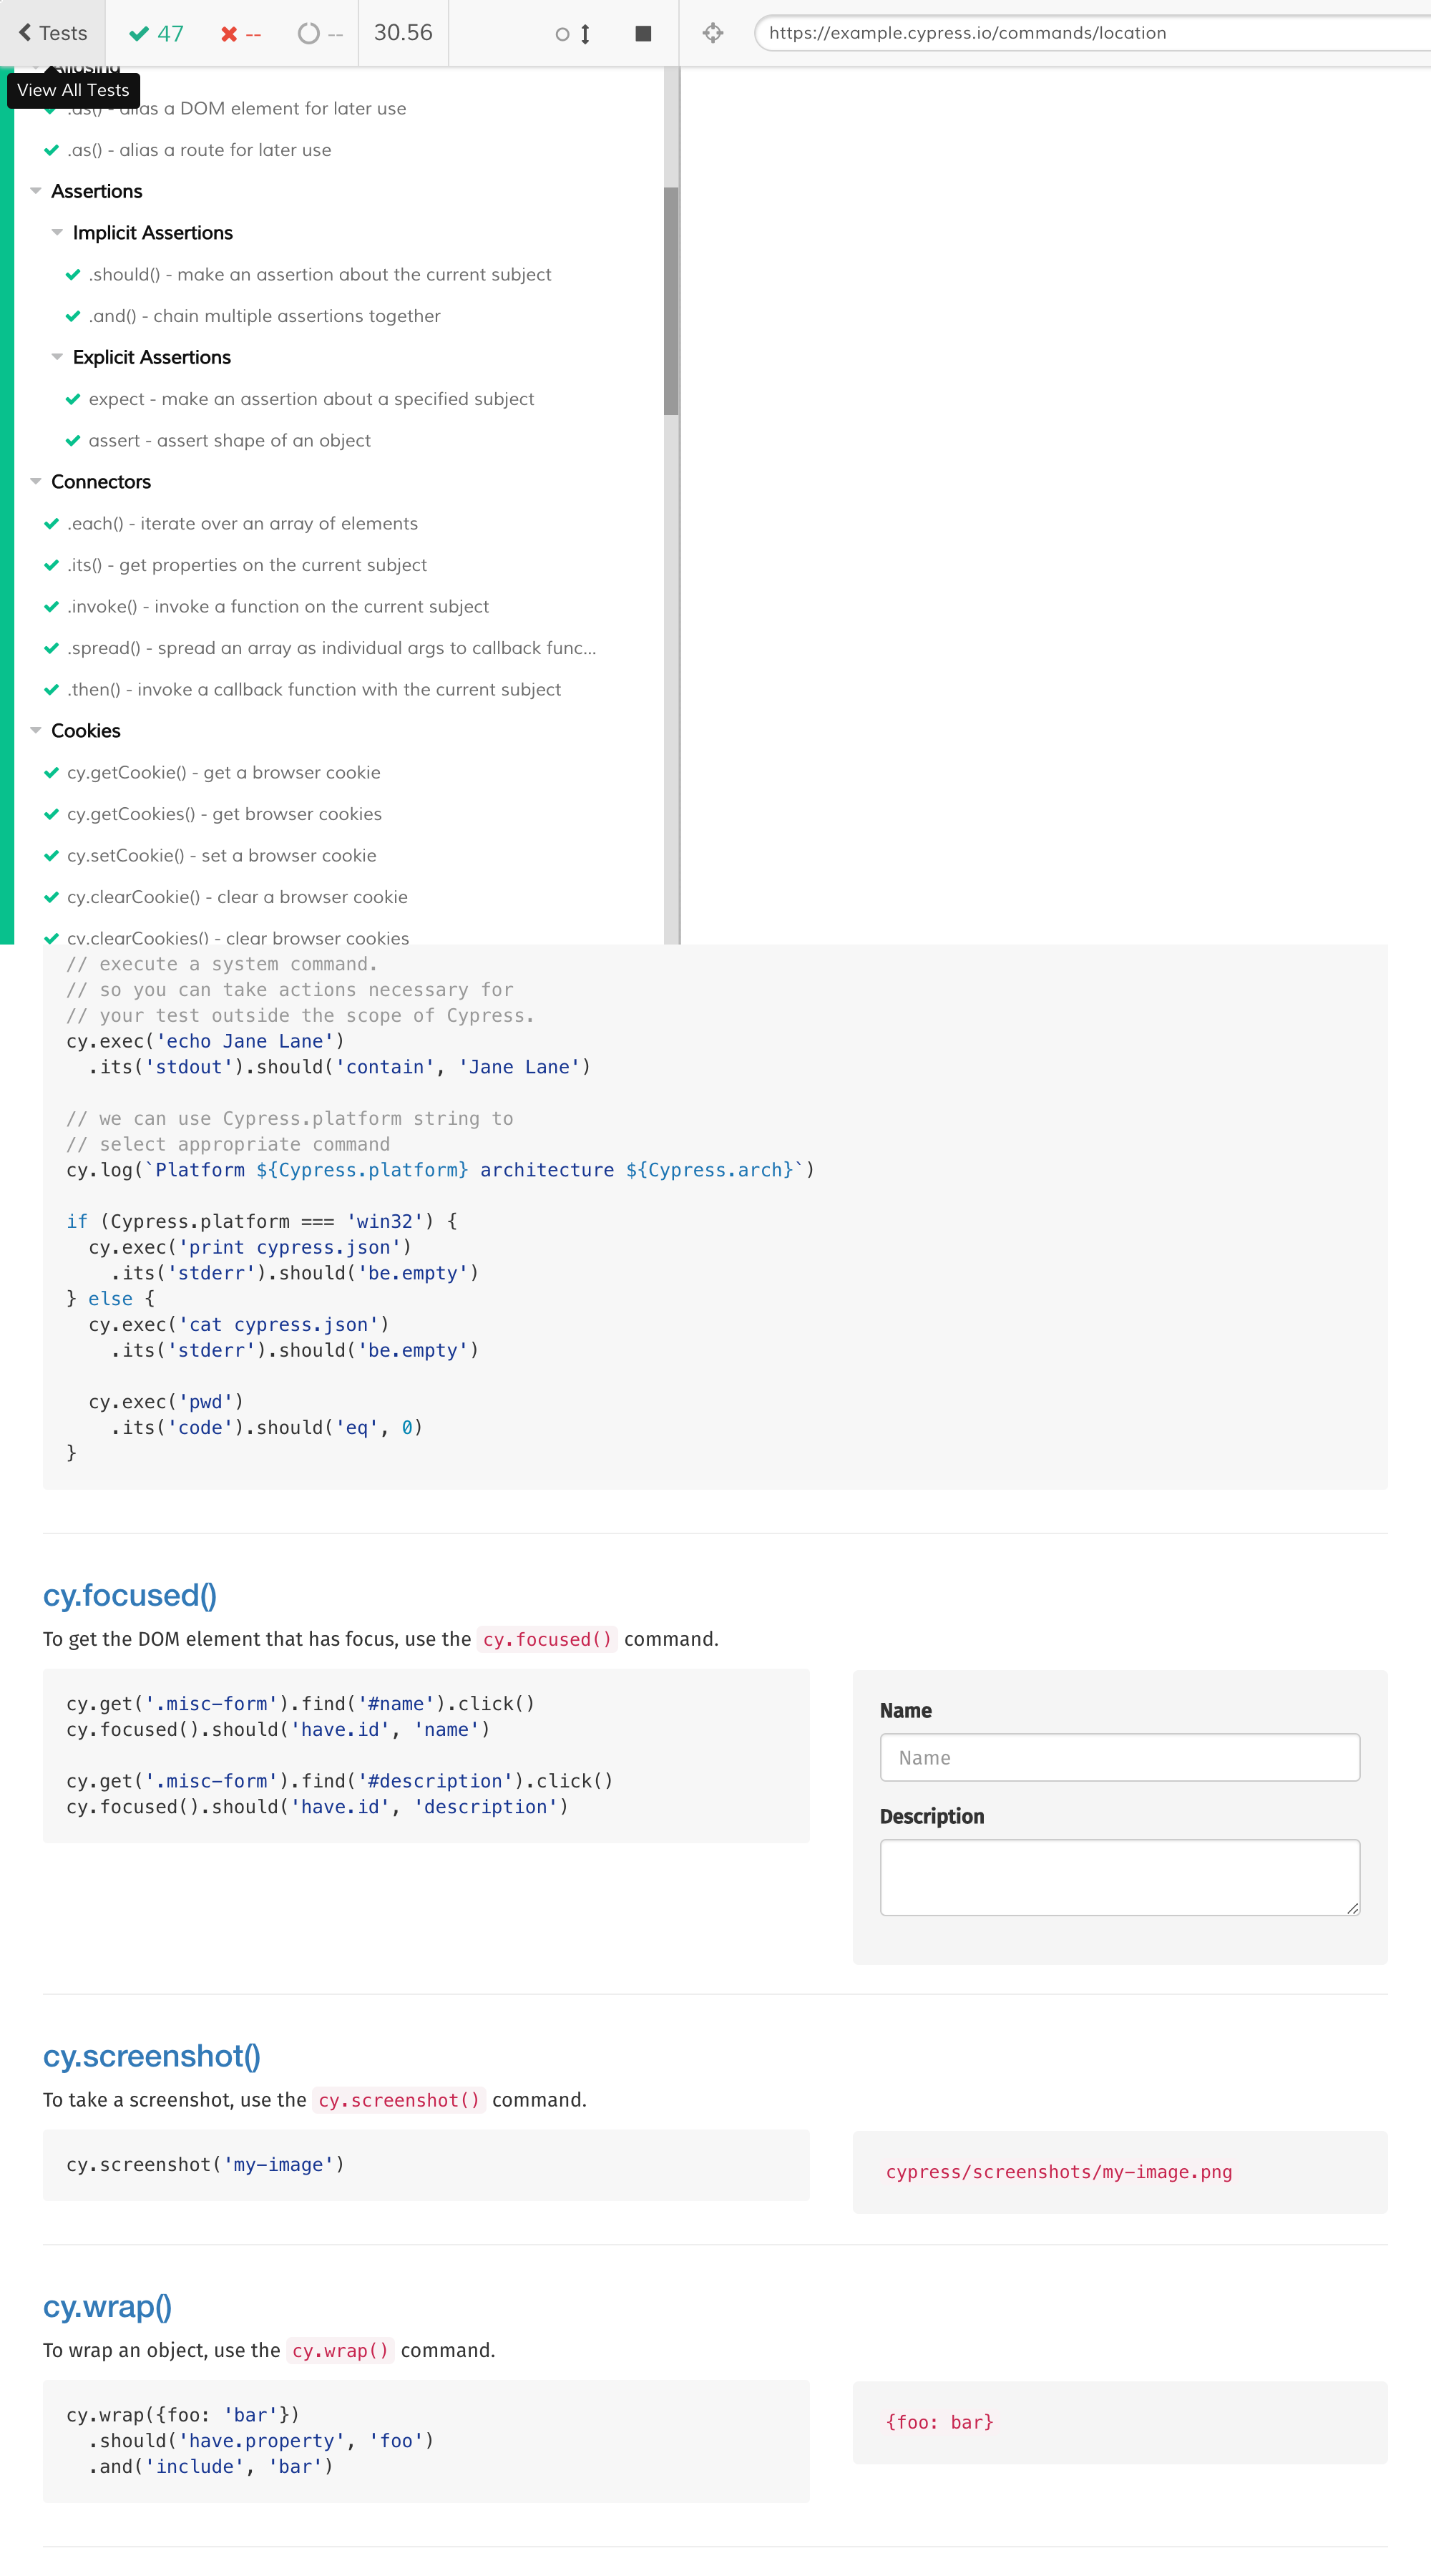 Tests
47
--
--
30.56
https://example.cypress.io/commands/location
Aliasing
View All Tests
.as() - alias a DOM element for later use
.as() - alias a route for later use
Assertions
Implicit Assertions
.should() - make an assertion about the current subject
.and() - chain multiple assertions together
Explicit Assertions
expect - make an assertion about a specified subject
assert - assert shape of an object
Connectors
.each() - iterate over an array of elements
.its() - get properties on the current subject
.invoke() - invoke a function on the current subject
.spread() - spread an array as individual args to callback func...
.then() - invoke a callback function with the current subject
Cookies
cy.getCookie() - get a browser cookie
cy.getCookies() - get browser cookies
cy.setCookie() - set a browser cookie
cy.clearCookie() - clear a browser cookie
cy.clearCookies() - clear browser cookies
// execute a system command.
// so you can take actions necessary for
// your test outside the scope of Cypress.
cy.exec('echo Jane Lane')
  .its('stdout').should('contain', 'Jane Lane')
// we can use Cypress.platform string to
// select appropriate command
cy.log(`Platform ${Cypress.platform} architecture ${Cypress.arch}`)
if (Cypress.platform === 'win32') {
  cy.exec('print cypress.json')
    .its('stderr').should('be.empty')
} else {
  cy.exec('cat cypress.json')
    .its('stderr').should('be.empty')
  cy.exec('pwd')
    .its('code').should('eq', 0)
}
cy.focused()
To get the DOM element that has focus, use the cy.focused() command.
cy.get('.misc-form').find('#name').click()
cy.focused().should('have.id', 'name')
cy.get('.misc-form').find('#description').click()
cy.focused().should('have.id', 'description')
Name
Name
Description
cy.screenshot()
To take a screenshot, use the cy.screenshot() command.
cy.screenshot('my-image')
cypress/screenshots/my-image.png
cy.wrap()
To wrap an object, use the cy.wrap() command.
cy.wrap({foo: 'bar'})
  .should('have.property', 'foo')
  .and('include', 'bar')
{foo: bar}